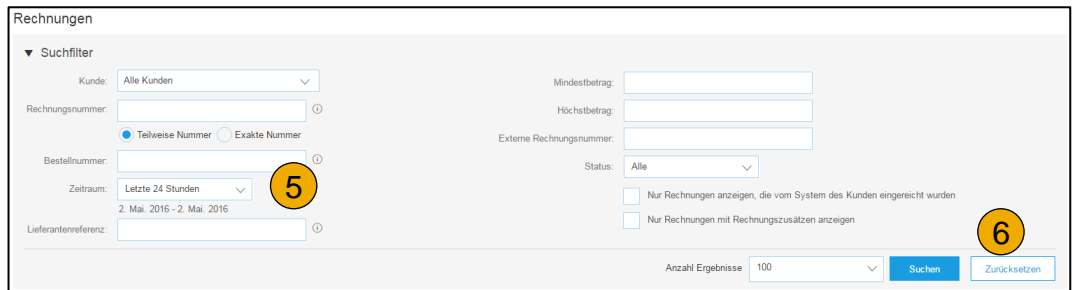 Rechnungen
▼ Suchfilter
Kunde: Alle Kunden
Rechnungsnummer:
Teilweise Nummer Exakte Nummer
Bestellnummer:
Zeitraum: Letzte 24 Stunden
5
2. Mai. 2016 - 2. Mai. 2016
Lieferantenreferenz:
Mindestbetrag:
Höchstbetrag:
Externe Rechnungsnummer:
Status: Alle
Nur Rechnungen anzeigen, die vom System des Kunden eingereicht wurden
Nur Rechnungen mit Rechnungszusätzen anzeigen
6
Anzahl Ergebnisse 100 Suchen Zurücksetzen